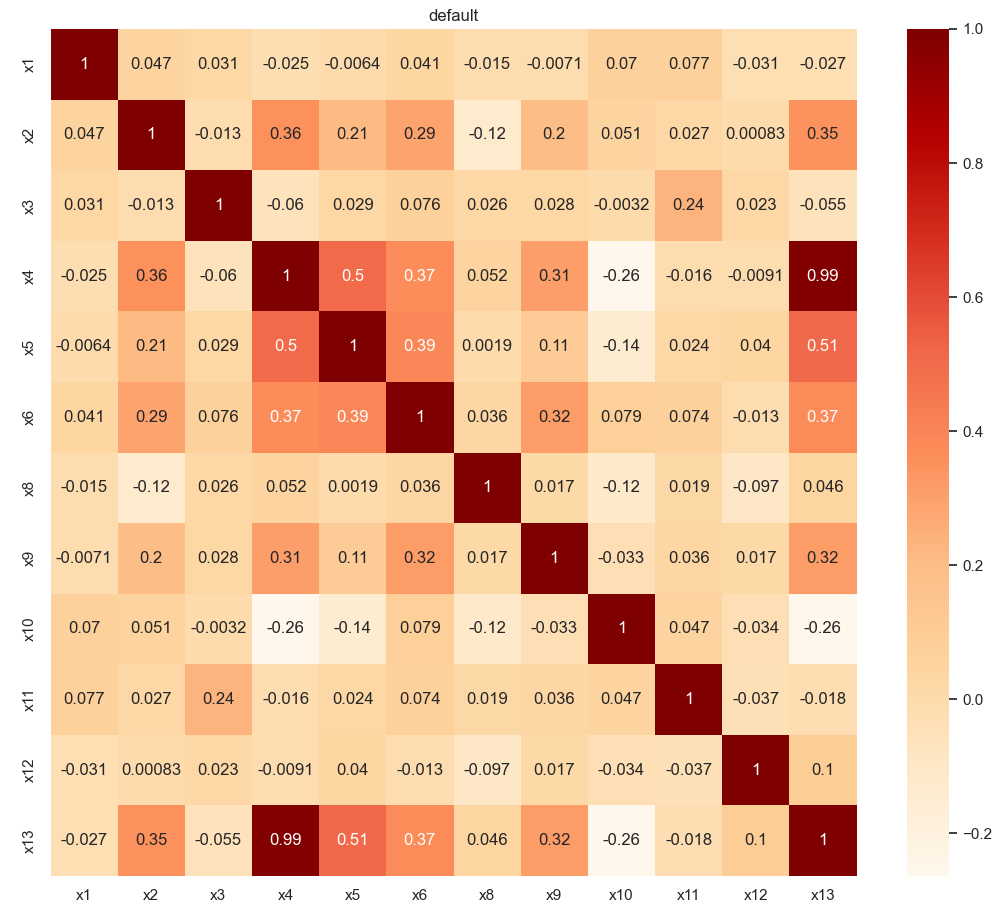 default
x1 1 0.047 0.031 -0.025 -0.0064 0.041 -0.015 -0.0071 0.07 0.077 -0.031 -0.027
x2 0.047 1 -0.013 0.36 0.21 0.29 -0.12 0.2 0.051 0.027 0.00083 0.35
x3 0.031 -0.013 1 -0.06 0.029 0.076 0.026 0.028 -0.0032 0.24 0.023 -0.055
x4 -0.025 0.36 -0.06 1 0.5 0.37 0.052 0.31 -0.26 -0.016 -0.0091 0.99
x5 -0.0064 0.21 0.029 0.5 1 0.39 0.0019 0.11 -0.14 0.024 0.04 0.51
x6 0.041 0.29 0.076 0.37 0.39 1 0.036 0.32 0.079 0.074 -0.013 0.37
x8 -0.015 -0.12 0.026 0.052 0.0019 0.036 1 0.017 -0.12 0.019 -0.097 0.046
x9 -0.0071 0.2 0.028 0.31 0.11 0.32 0.017 1 -0.033 0.036 0.017 0.32
x10 0.07 0.051 -0.0032 -0.26 -0.14 0.079 -0.12 -0.033 1 0.047 -0.034 -0.26
x11 0.077 0.027 0.24 -0.016 0.024 0.074 0.019 0.036 0.047 1 -0.037 -0.018
x12 -0.031 0.00083 0.023 -0.0091 0.04 -0.013 -0.097 0.017 -0.034 -0.037 1 0.1
x13 -0.027 0.35 -0.055 0.99 0.51 0.37 0.046 0.32 -0.26 -0.018 0.1 1
x1 x2 x3 x4 x5 x6 x8 x9 x10 x11 x12 x13
1.0
0.8
0.6
0.4
0.2
0.0
−0.2